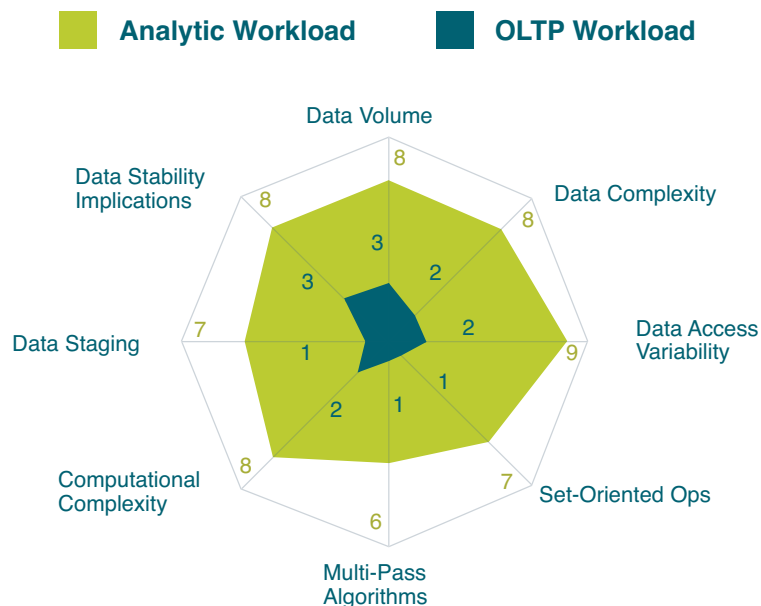 Analytic Workload
OLTP Workload
Data Volume
8
Data Stability
Implications
8
Data Complexity
8
3
2
3
Data Staging
7
1
2
Data Access
Variability
9
1
1
2
Computational
Complexity
8
Set-Oriented Ops
7
6
Multi-Pass
Algorithms